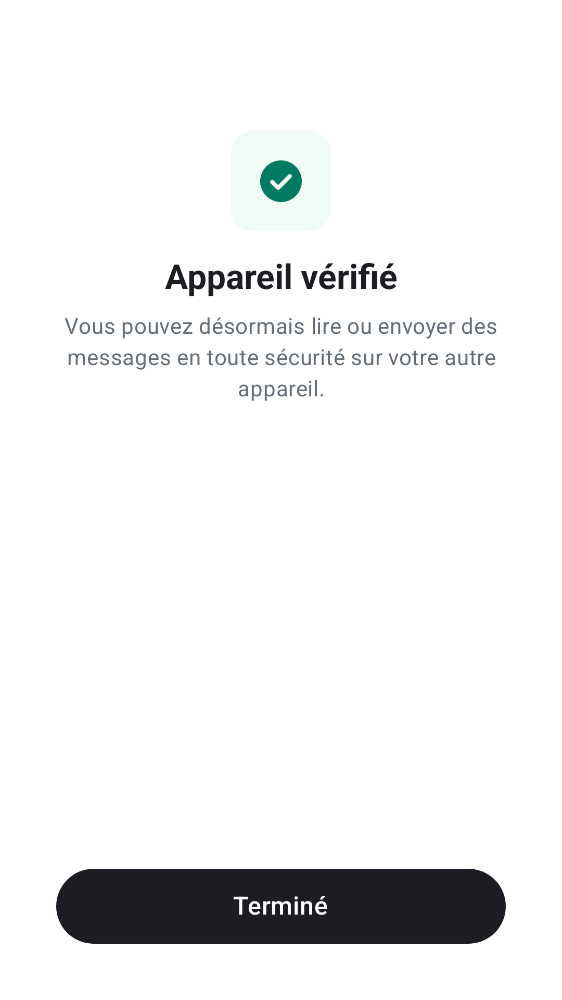 Appareil vérifié
Vous pouvez désormais lire ou envoyer des
messages en toute sécurité sur votre autre
appareil.
Terminé